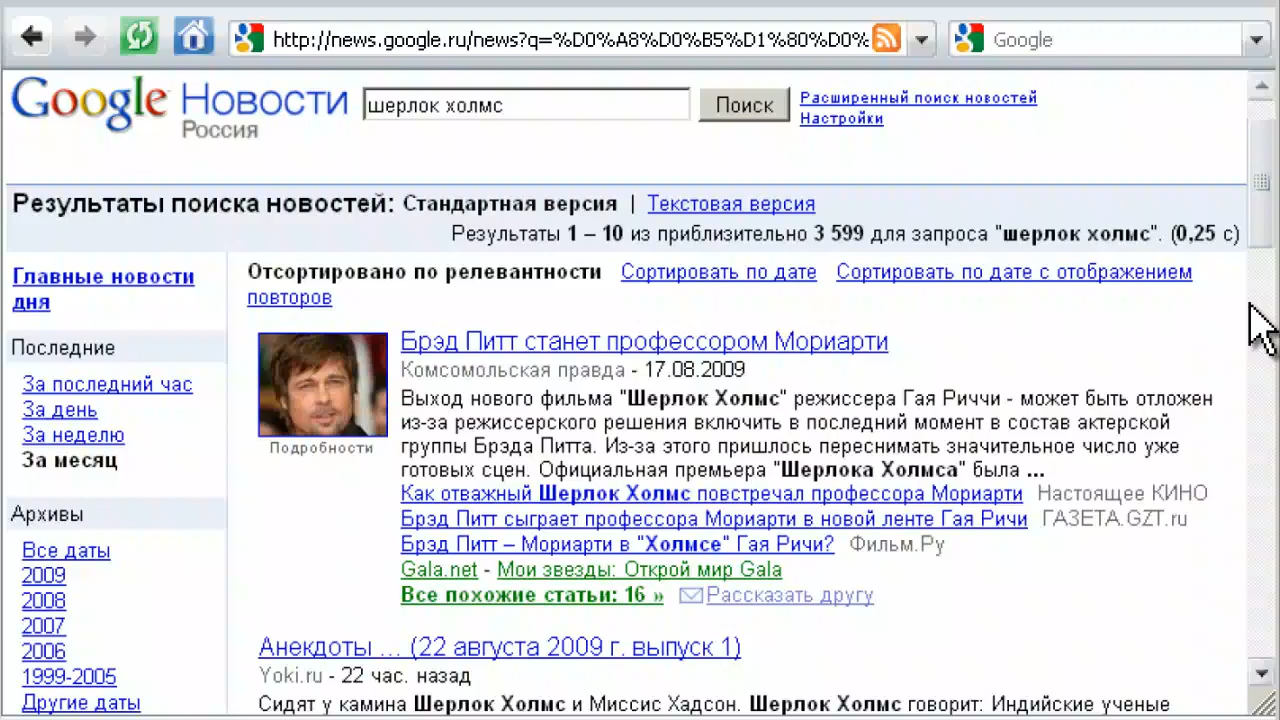 http://news.google.ru/news?q=%D0%A8%D0%B5%D1%80%D0%
Google
Google Новости
Россия
шерлок холмс
Поиск
Расширенный поиск новостей
Настройки
Результаты поиска новостей: Стандартная версия | Текстовая версия
Результаты 1 – 10 из приблизительно 3 599 для запроса "шерлок холмс". (0,25 с)
Главные новости
дня
Последние
За последний час
За день
За неделю
За месяц
Архивы
Все даты
2009
2008
2007
2006
1999-2005
Другие даты
Отсортировано по релевантности Сортировать по дате Сортировать по дате с отображением
повторов
Подробности
Брэд Питт станет профессором Мориарти
Комсомольская правда - 17.08.2009
Выход нового фильма "Шерлок Холмс" режиссера Гая Риччи - может быть отложен
из-за режиссерского решения включить в последний момент в состав актерской
группы Брэда Питта. Из-за этого пришлось переснимать значительное число уже
готовых сцен. Официальная премьера "Шерлока Холмса" была ...
Как отважный Шерлок Холмс повстречал профессора Мориарти Настоящее КИНО
Брэд Питт сыграет профессора Мориарти в новой ленте Гая Ричи ГАЗЕТА.GZT.ru
Брэд Питт – Мориарти в "Холмсе" Гая Ричи? Фильм.Ру
Gala.net - Мои звезды: Открой мир Gala
Все похожие статьи: 16 » Рассказать другу
Анекдоты ... (22 августа 2009 г. выпуск 1)
Yoki.ru - 22 час. назад
Сидят у камина Шерлок Холмс и Миссис Хадсон. Шерлок Холмс говорит: Индийские ученые